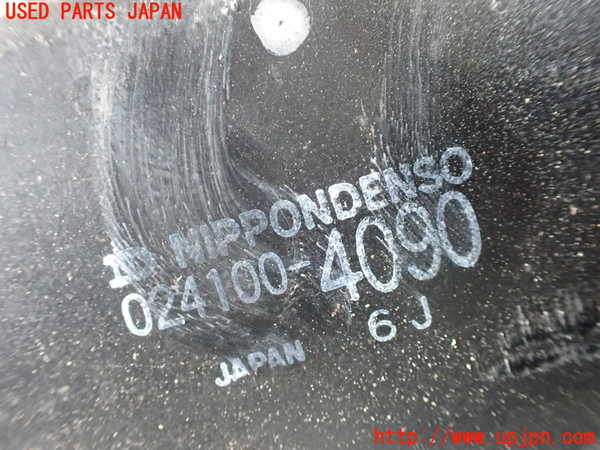 USED PARTS JAPAN
NIPPONDENSO
024100-4090
6J
JAPAN
http://www.upjpn.com/